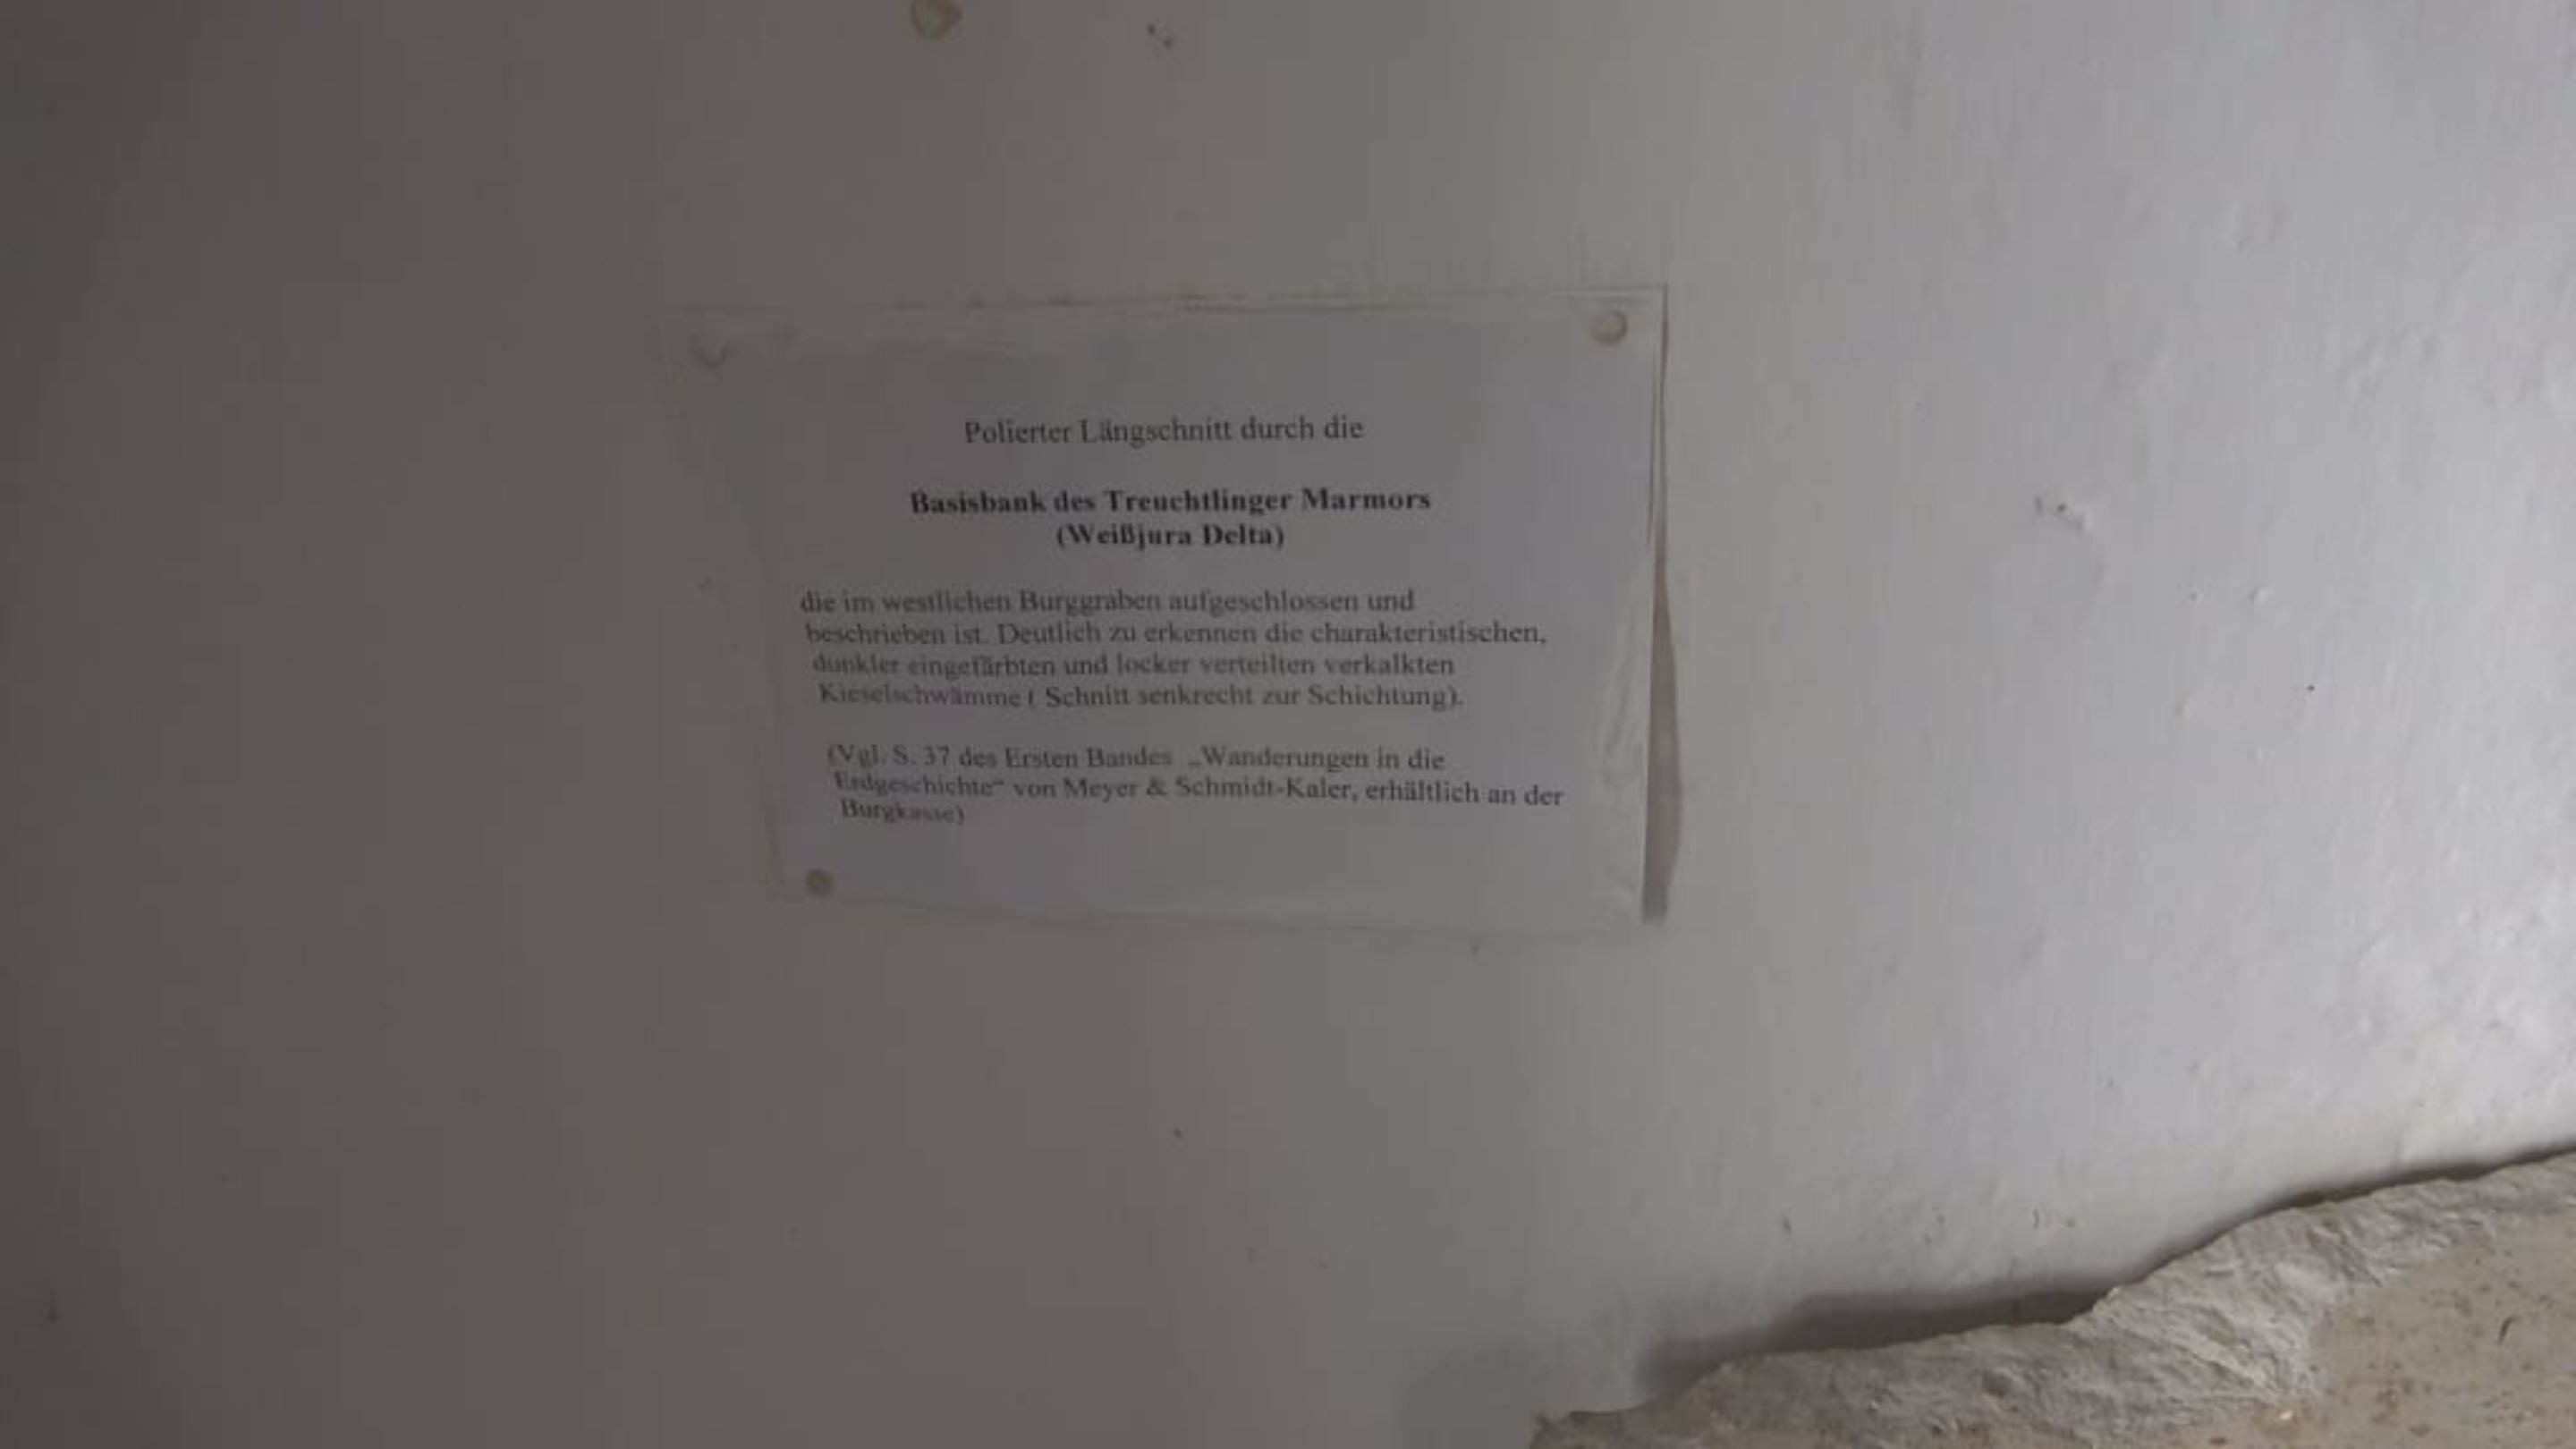 Polierter Längschnitt durch die
Basisbank des Treuchtlinger Marmors
(Weißjura Delta)
die im westlichen Burggraben aufgeschlossen und
beschrieben ist. Deutlich zu erkennen die charakteristischen,
dunkler eingefärbten und locker verteilten verkalkten
Kieselschwämme ( Schnitt senkrecht zur Schichtung).
(Vgl. S. 37 des Ersten Bandes „Wanderungen in die
Erdgeschichte“ von Meyer & Schmidt-Kaler, erhältlich an der
Burgkasse)